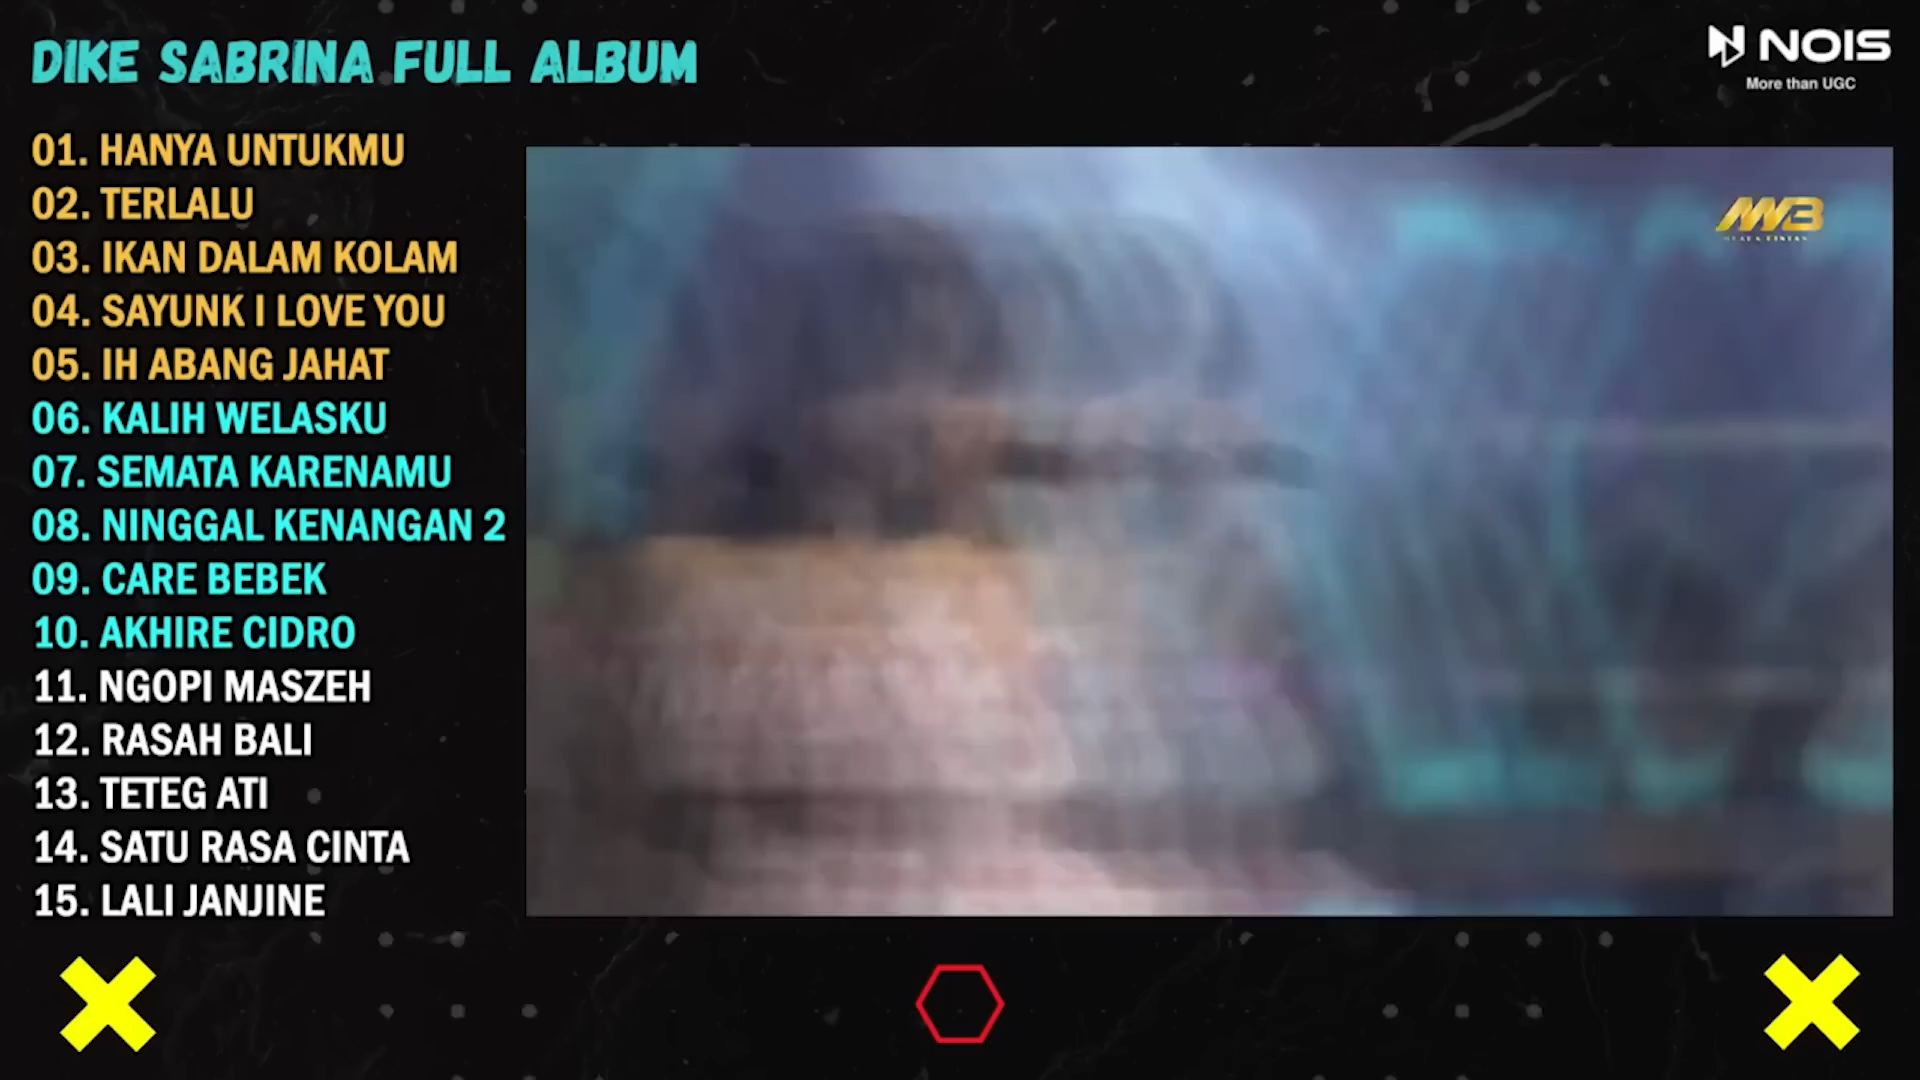 DIKE SABRINA FULL ALBUM
NOIS
More than UGC
01. HANYA UNTUKMU
02. TERLALU
03. IKAN DALAM KOLAM
04. SAYUNK I LOVE YOU
05. IH ABANG JAHAT
06. KALIH WELASKU
07. SEMATA KARENAMU
08. NINGGAL KENANGAN 2
09. CARE BEBEK
10. AKHIRE CIDRO
11. NGOPI MASZEH
12. RASAH BALI
13. TETEG ATI
14. SATU RASA CINTA
15. LALI JANJINE